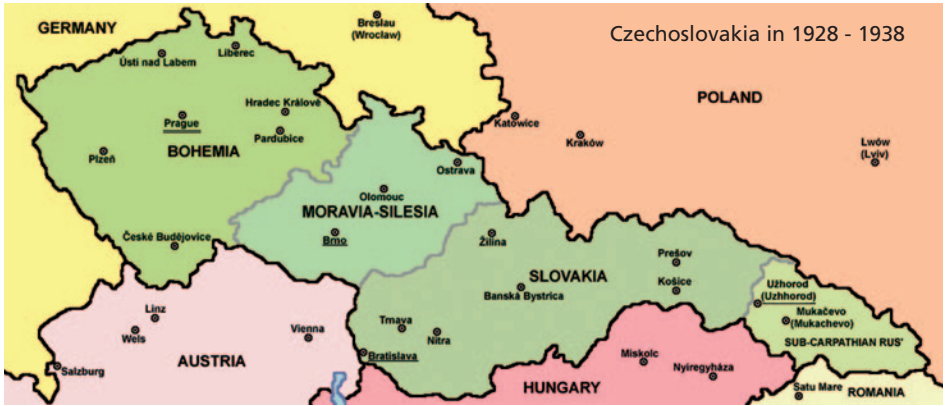 Czechoslovakia in 1928 - 1938
GERMANY
Breslau
(Wrocław)
Liberec
Ústí nad Labem
POLAND
Hradec Králové
Prague
Pardubice
Katowice
Kraków
Lwów
(Lviv)
BOHEMIA
Plzeň
Ostrava
Olomouc
MORAVIA-SILESIA
České Budějovice
Brno
Žilina
Prešov
SLOVAKIA
Košice
Banská Bystrica
Užhorod
(Uzhhorod)
Mukačevo
(Mukachevo)
SUB-CARPATHIAN RUS'
Linz
Wels
Vienna
Trnava
Nitra
Bratislava
AUSTRIA
Salzburg
Miskolc
Nyiregyháza
HUNGARY
Satu Mare
ROMANIA